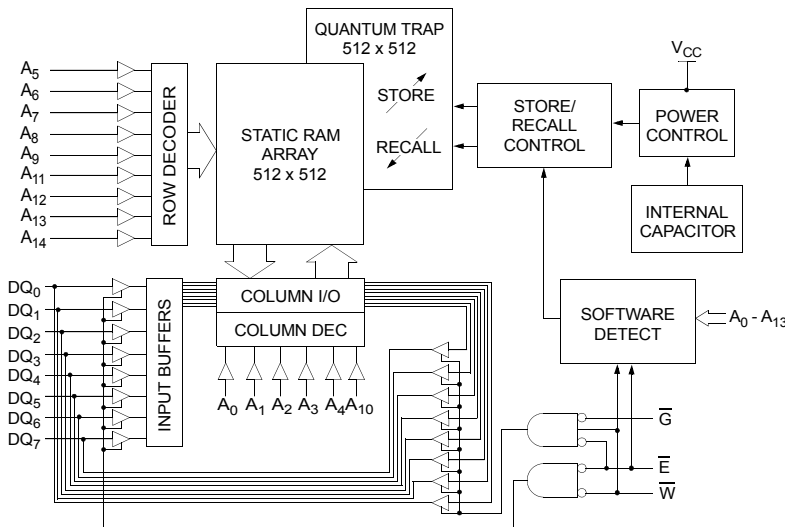 QUANTUM TRAP
512 x 512
STORE
RECALL
STATIC RAM
ARRAY
512 x 512
ROW DECODER
A5
A6
A7
A8
A9
A11
A12
A13
A14
STORE/
RECALL
CONTROL
VCC
POWER
CONTROL
INTERNAL
CAPACITOR
SOFTWARE
DETECT
A0 - A13
COLUMN I/O
COLUMN DEC
A0 A1 A2 A3 A4 A10
INPUT BUFFERS
DQ0
DQ1
DQ2
DQ3
DQ4
DQ5
DQ6
DQ7
G̅
E̅
W̅